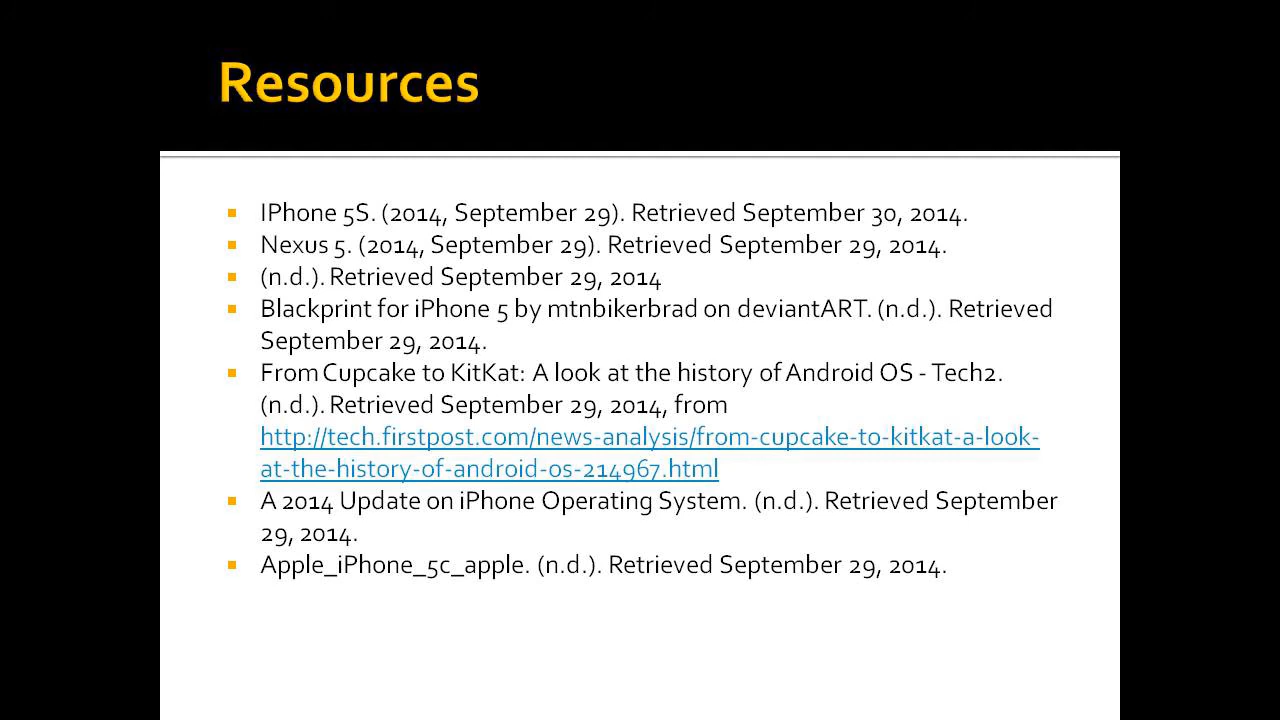 Resources
IPhone 5S. (2014, September 29). Retrieved September 30, 2014.
Nexus 5. (2014, September 29). Retrieved September 29, 2014.
(n.d.). Retrieved September 29, 2014
Blackprint for iPhone 5 by mtnbikerbrad on deviantART. (n.d.). Retrieved
September 29, 2014.
From Cupcake to KitKat: A look at the history of Android OS - Tech2.
(n.d.). Retrieved September 29, 2014, from
http://tech.firstpost.com/news-analysis/from-cupcake-to-kitkat-a-look-
at-the-history-of-android-os-214967.html
A 2014 Update on iPhone Operating System. (n.d.). Retrieved September
29, 2014.
Apple_iPhone_5c_apple. (n.d.). Retrieved September 29, 2014.